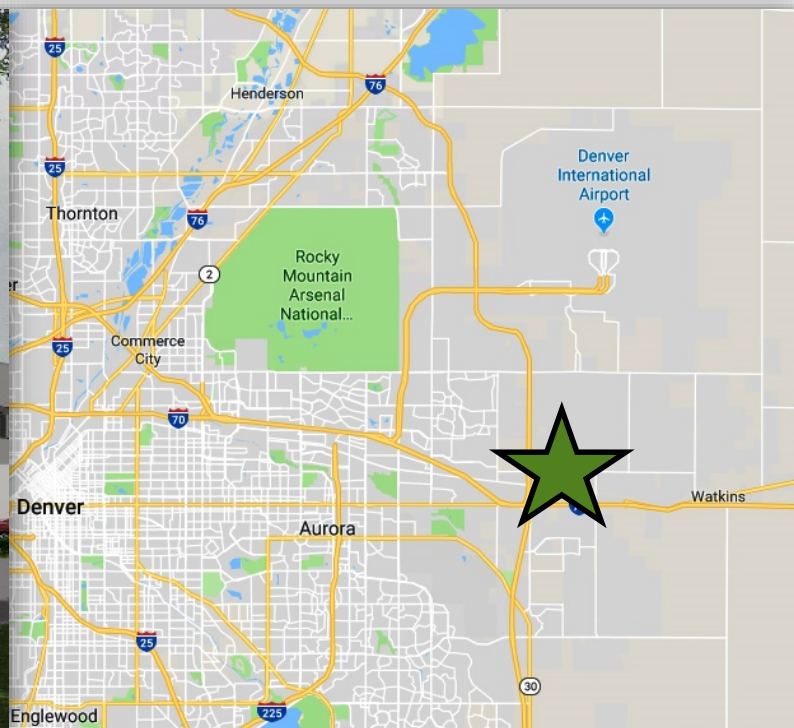 25
76
Henderson
Denver
International
Airport
25
Thornton
76
Rocky
Mountain
Arsenal
National...
2
er
Commerce
City
25
70
Watkins
Denver
Aurora
25
30
225
Englewood